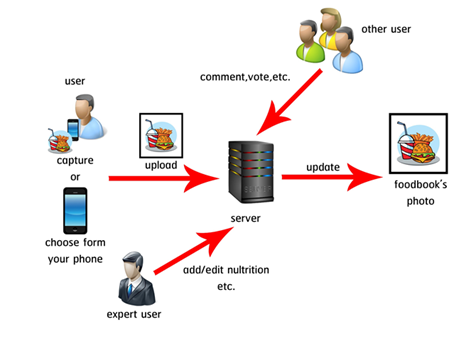 other user
user
comment,vote,etc.
capture
or
upload
update
choose form
your phone
server
foodbook's
photo
add/edit nultrition
etc.
expert user